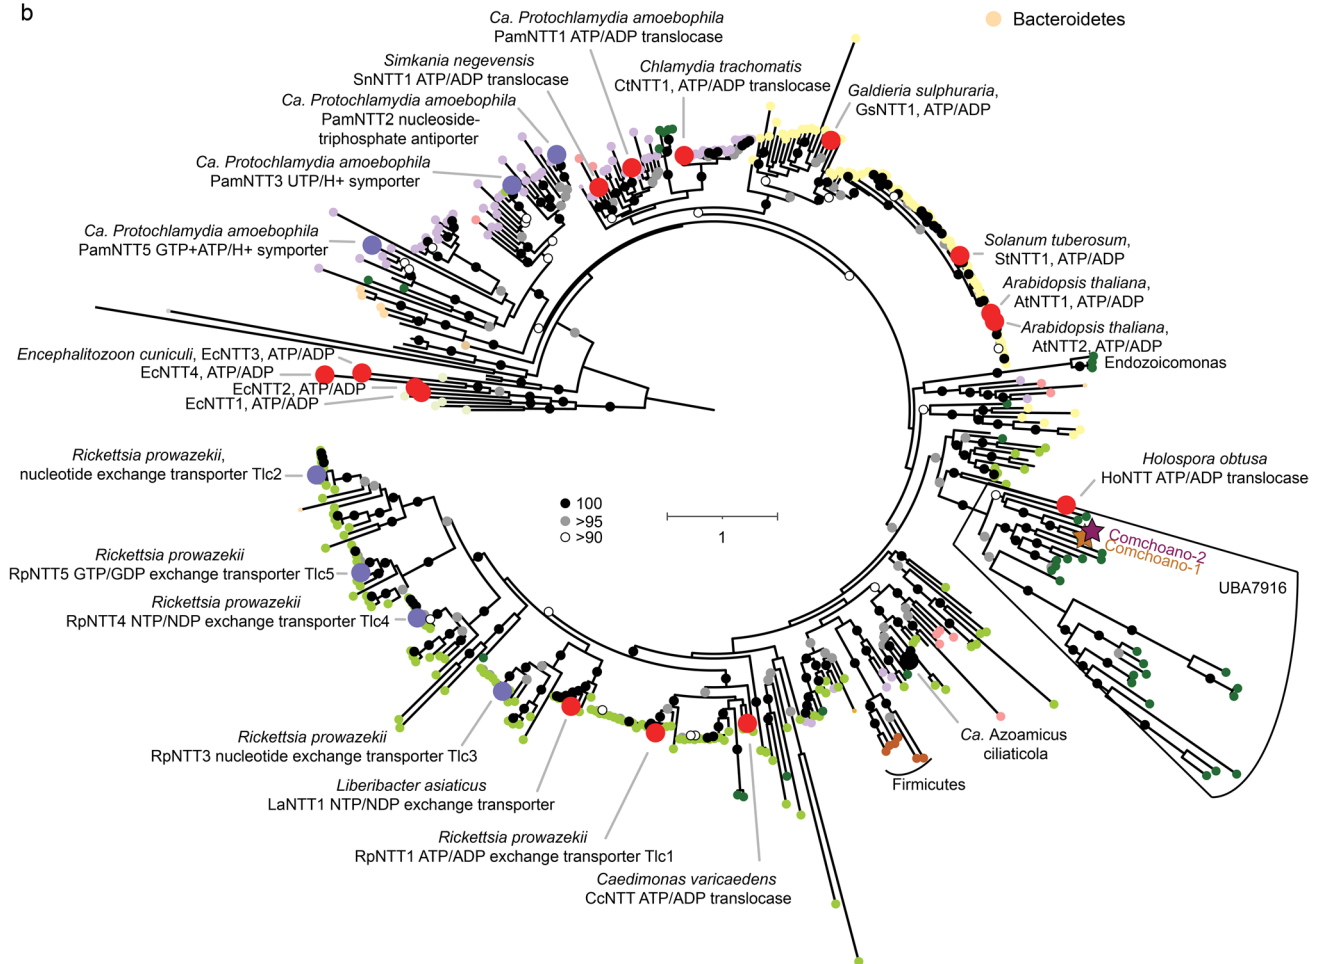 b
Ca. Protochlamydia amoebophila
PamNTT1 ATP/ADP translocase
Bacteroidetes
Simkania negevensis
SnNTT1 ATP/ADP translocase
Chlamydia trachomatis
CtNTT1, ATP/ADP translocase
Galdieria sulphuraria,
GsNTT1, ATP/ADP
Ca. Protochlamydia amoebophila
PamNTT2 nucleoside-
triphosphate antiporter
Ca. Protochlamydia amoebophila
PamNTT3 UTP/H+ symporter
Ca. Protochlamydia amoebophila
PamNTT5 GTP+ATP/H+ symporter
Solanum tuberosum,
StNTT1, ATP/ADP
Arabidopsis thaliana,
AtNTT1, ATP/ADP
Arabidopsis thaliana,
AtNTT2, ATP/ADP
Endozoicomonas
Encephalitozoon cuniculi, EcNTT3, ATP/ADP
EcNTT4, ATP/ADP
EcNTT2, ATP/ADP
EcNTT1, ATP/ADP
Rickettsia prowazekii,
nucleotide exchange transporter Tlc2
Holospora obtusa
HoNTT ATP/ADP translocase
100
>95
>90
1
Comchoano-2
Comchoano-1
UBA7916
Rickettsia prowazekii
RpNTT5 GTP/GDP exchange transporter Tlc5
Rickettsia prowazekii
RpNTT4 NTP/NDP exchange transporter Tlc4
Rickettsia prowazekii
RpNTT3 nucleotide exchange transporter Tlc3
Liberibacter asiaticus
LaNTT1 NTP/NDP exchange transporter
Rickettsia prowazekii
RpNTT1 ATP/ADP exchange transporter Tlc1
Caedimonas varicaedens
CcNTT ATP/ADP translocase
Ca. Azoamicus
ciliaticola
Firmicutes